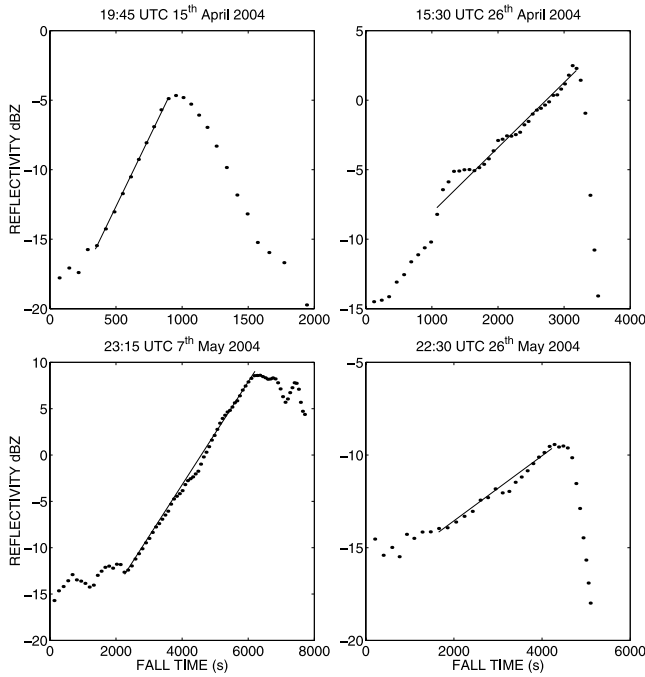 19:45 UTC 15th April 2004
REFLECTIVITY dBZ
0
−5
−10
−15
−20
0 500 1000 1500 2000
15:30 UTC 26th April 2004
5
0
−5
−10
−15
0 1000 2000 3000 4000
23:15 UTC 7th May 2004
REFLECTIVITY dBZ
10
5
0
−5
−10
−15
−20
0 2000 4000 6000 8000
FALL TIME (s)
22:30 UTC 26th May 2004
−5
−10
−15
−20
0 2000 4000 6000
FALL TIME (s)